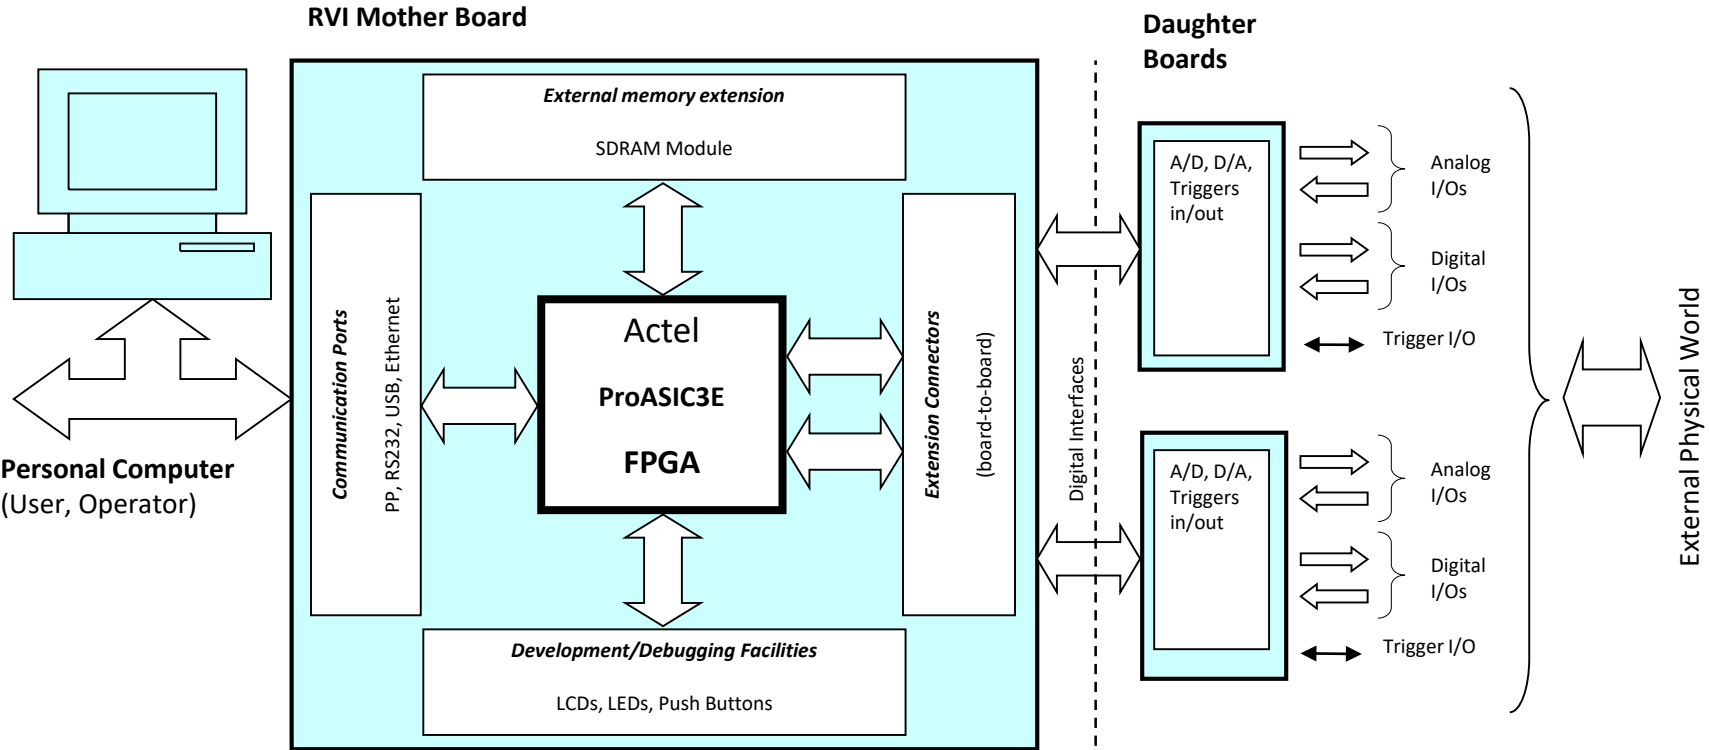 RVI Mother Board
Daughter
Boards
External memory extension
SDRAM Module
Communication Ports
PP, RS232, USB, Ethernet
Actel
ProASIC3E
FPGA
Extension Connectors
(board-to-board)
Development/Debugging Facilities
LCDs, LEDs, Push Buttons
Personal Computer
(User, Operator)
Digital Interfaces
A/D, D/A,
Triggers
in/out
Analog
I/Os
Digital
I/Os
Trigger I/O
A/D, D/A,
Triggers
in/out
Analog
I/Os
Digital
I/Os
Trigger I/O
External Physical World